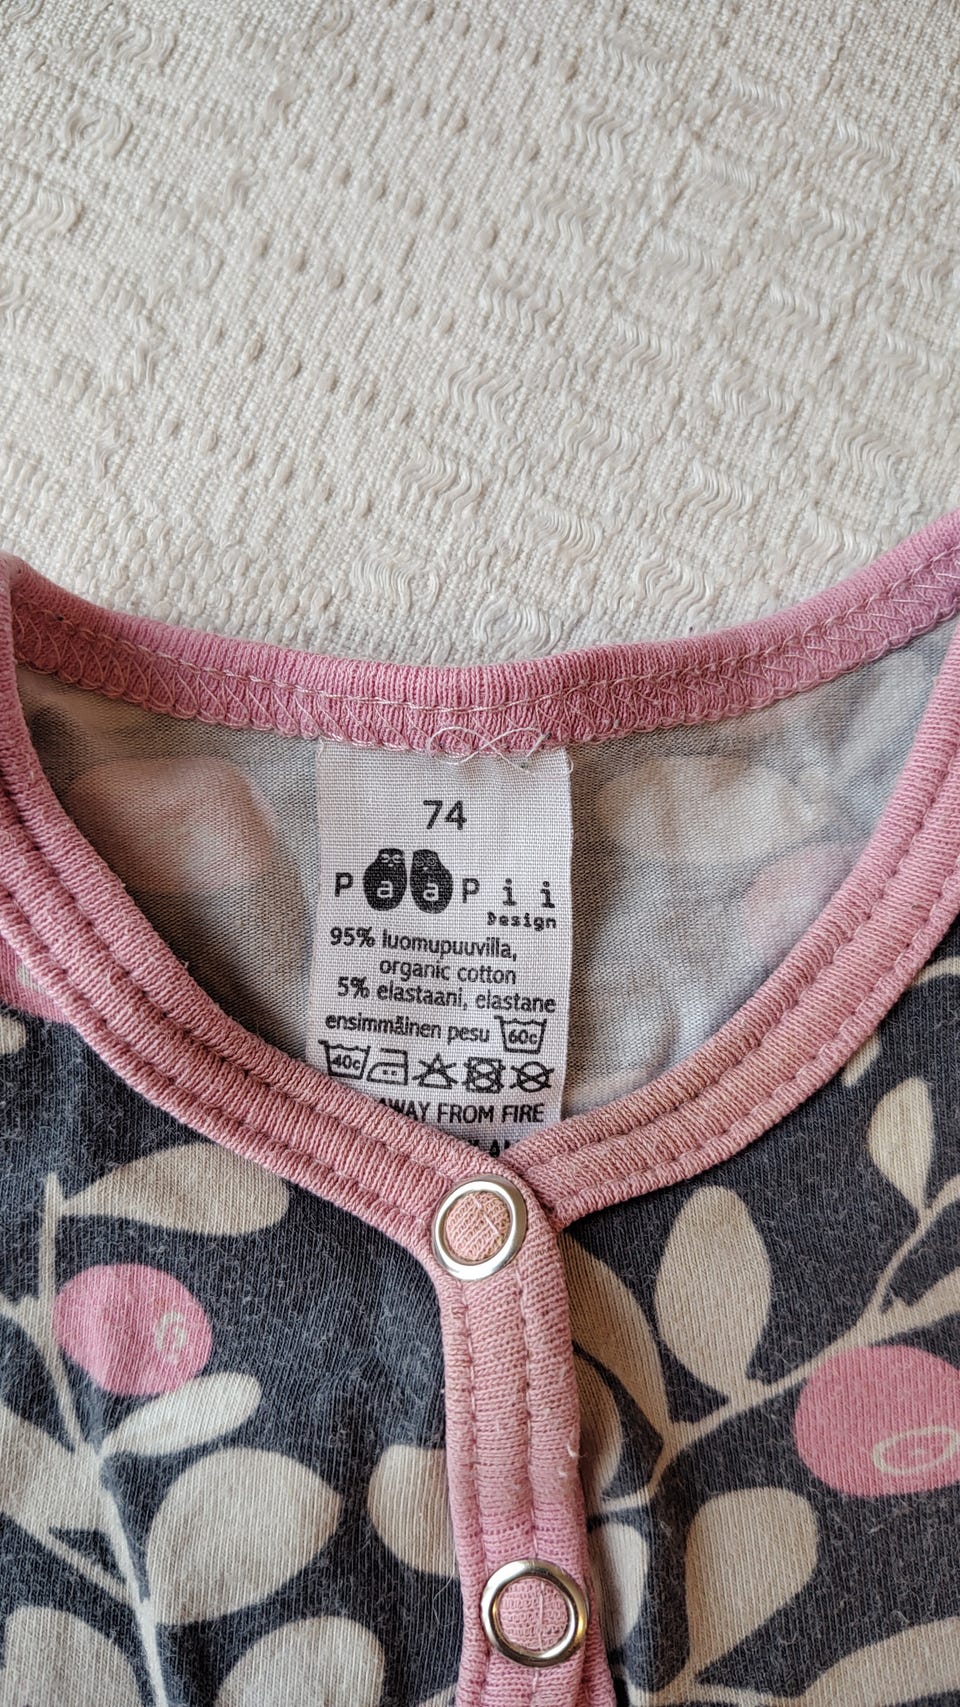 74
PaaPii
Design
95% luomupuuvilla,
organic cotton
5% elastaani, elastane
ensimmäinen pesu 60c
40c
AWAY FROM FIRE